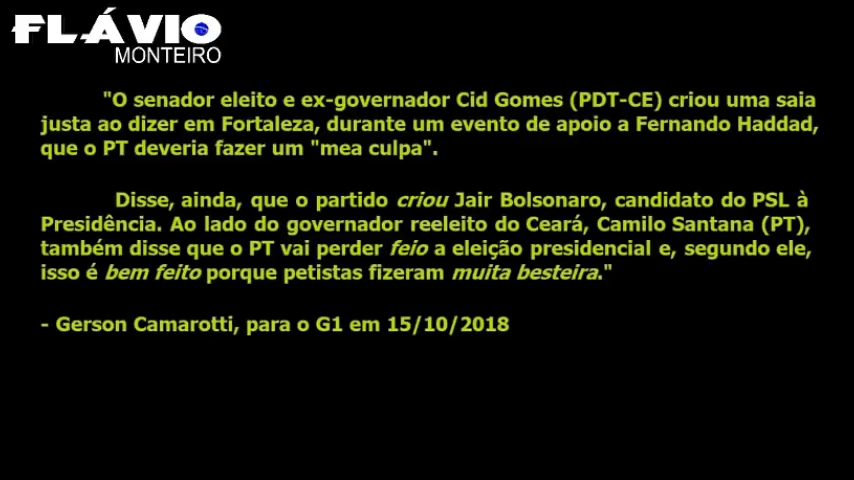 FLÁVIO
MONTEIRO
"O senador eleito e ex-governador Cid Gomes (PDT-CE) criou uma saia
justa ao dizer em Fortaleza, durante um evento de apoio a Fernando Haddad,
que o PT deveria fazer um "mea culpa".
Disse, ainda, que o partido criou Jair Bolsonaro, candidato do PSL à
Presidência. Ao lado do governador reeleito do Ceará, Camilo Santana (PT),
também disse que o PT vai perder feio a eleição presidencial e, segundo ele,
isso é bem feito porque petistas fizeram muita besteira."
- Gerson Camarotti, para o G1 em 15/10/2018